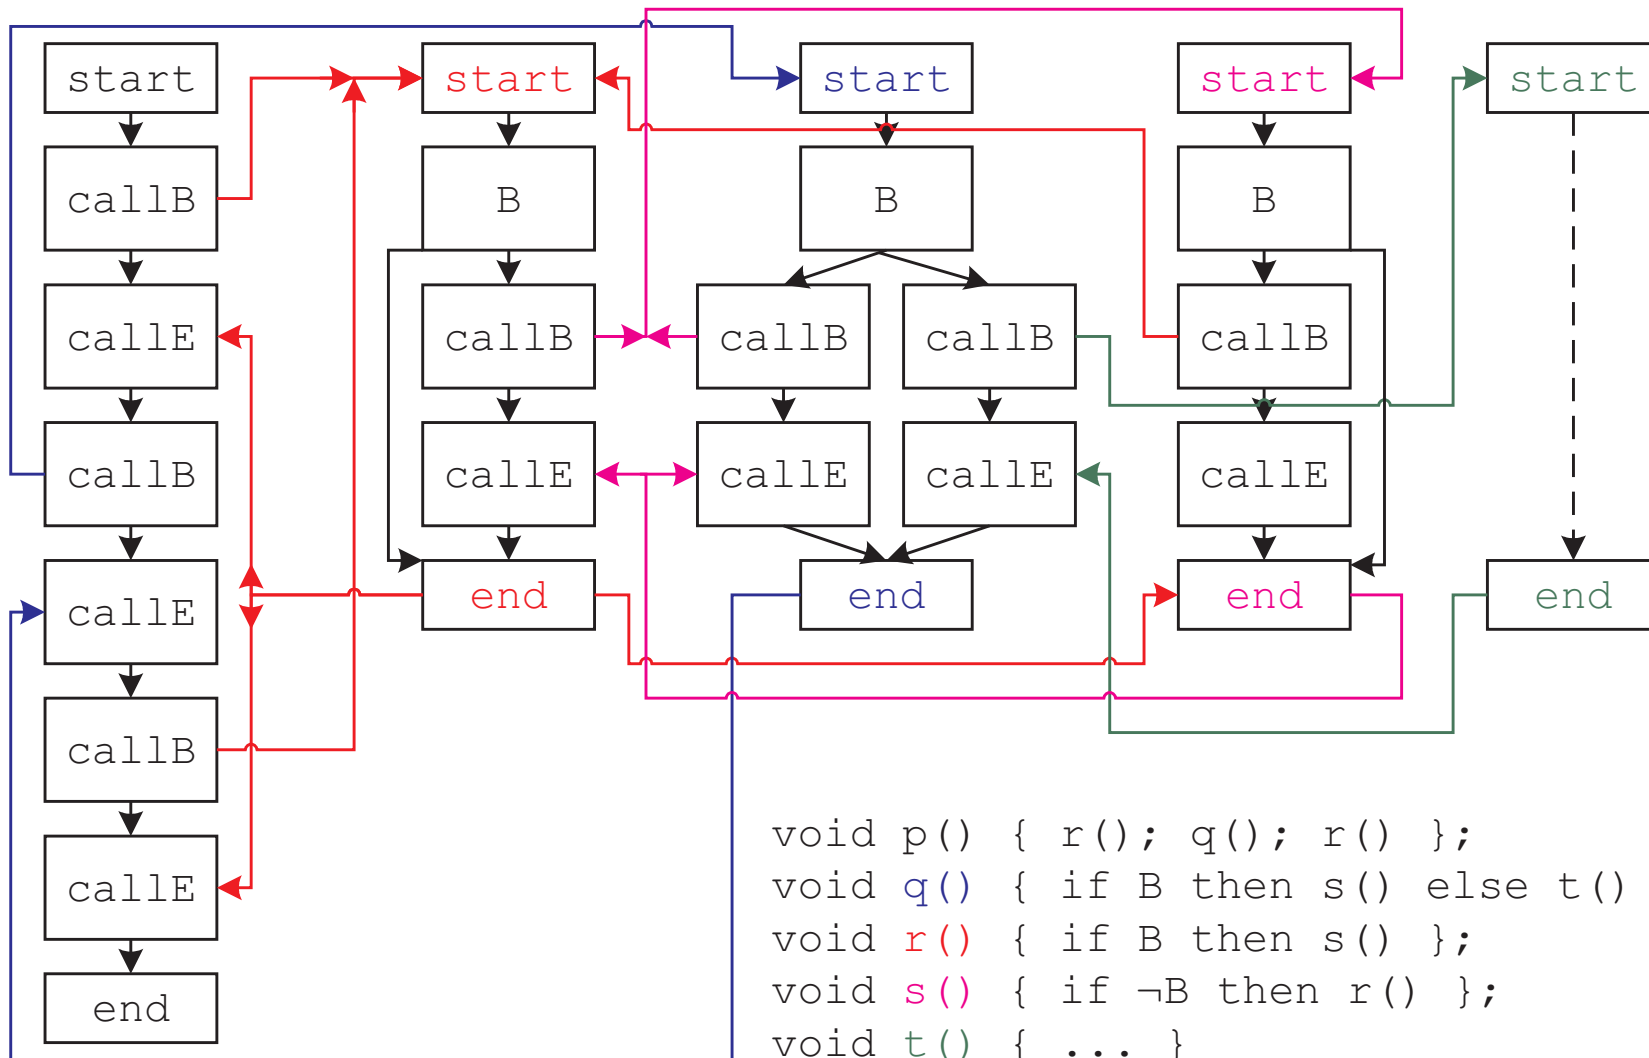 start start start start start
callB B B B
callE callB callB callB callB
callB callE callE callE callE
callE end end end end
callB
void p() { r(); q(); r() };
callE
void q() { if B then s() else t()
void r() { if B then s() };
void s() { if ¬B then r() };
end
void t() { ... }